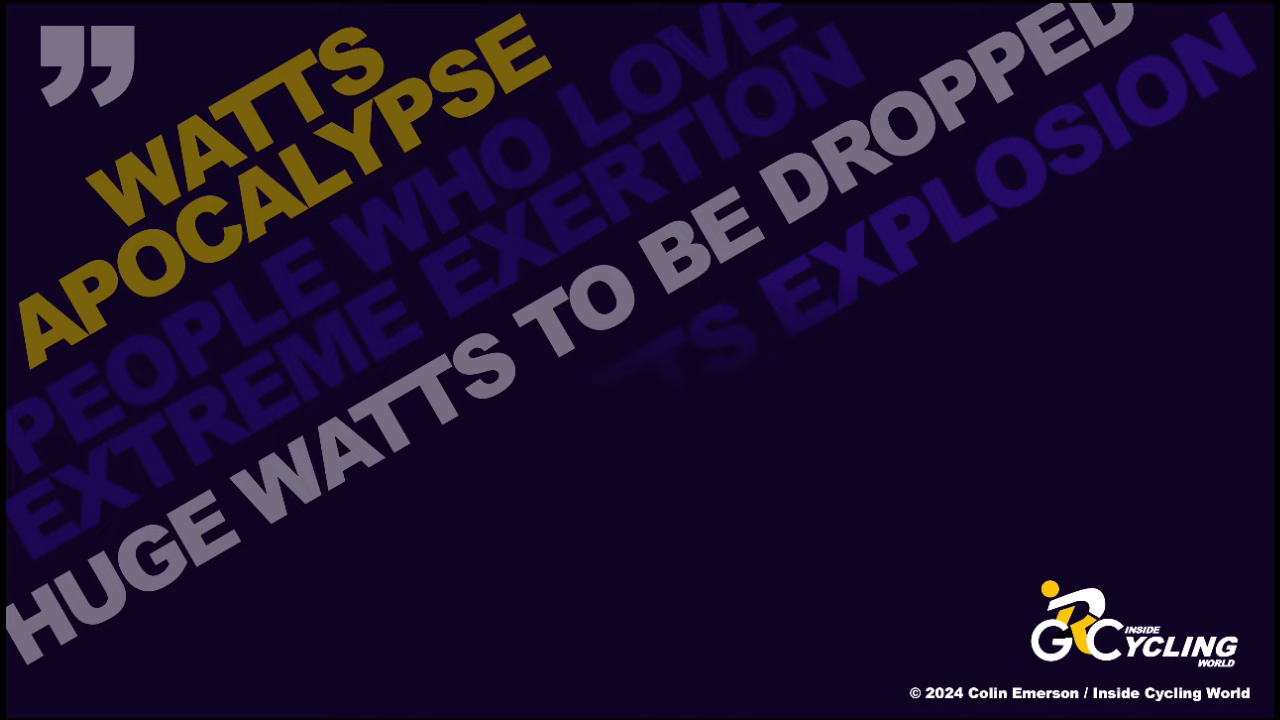 ”
WATTS
APOCALYPSE
PEOPLE WHO LOVE
EXTREME EXERTION
HUGE WATTS TO BE DROPPED
EXPLOSION
GRC INSIDE
CYCLING
WORLD
© 2024 Colin Emerson / Inside Cycling World